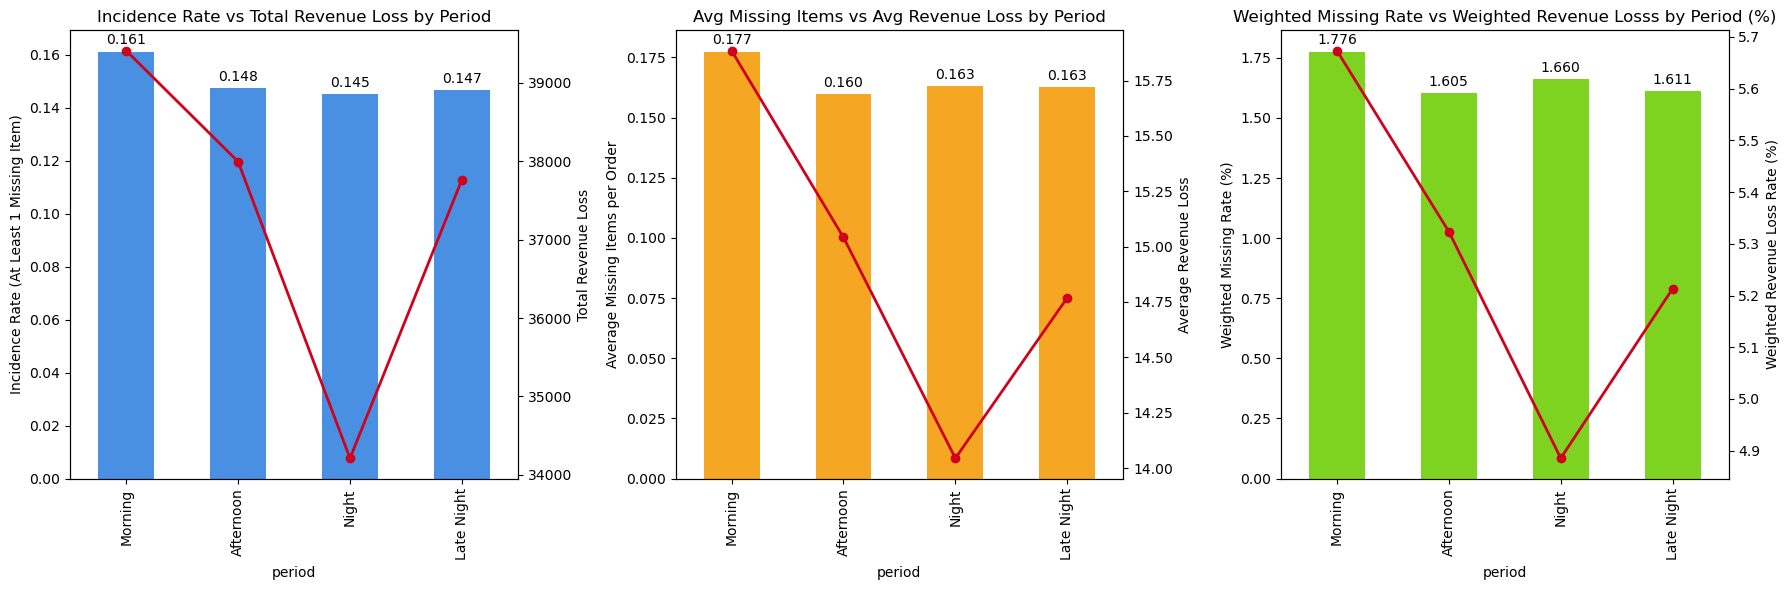 Incidence Rate vs Total Revenue Loss by Period
Incidence Rate (At Least 1 Missing Item)
0.16
0.14
0.12
0.10
0.08
0.06
0.04
0.02
0.00
0.161
0.148
0.145
0.147
39000
38000
37000
36000
35000
34000
Total Revenue Loss
Morning
Afternoon
Night
Late Night
period
Avg Missing Items vs Avg Revenue Loss by Period
Average Missing Items per Order
0.175
0.150
0.125
0.100
0.075
0.050
0.025
0.000
0.177
0.160
0.163
0.163
15.75
15.50
15.25
15.00
14.75
14.50
14.25
14.00
Average Revenue Loss
Morning
Afternoon
Night
Late Night
period
Weighted Missing Rate vs Weighted Revenue Losss by Period (%)
Weighted Missing Rate (%)
1.75
1.50
1.25
1.00
0.75
0.50
0.25
0.00
1.776
1.605
1.660
1.611
5.7
5.6
5.5
5.4
5.3
5.2
5.1
5.0
4.9
Weighted Revenue Loss Rate (%)
Morning
Afternoon
Night
Late Night
period